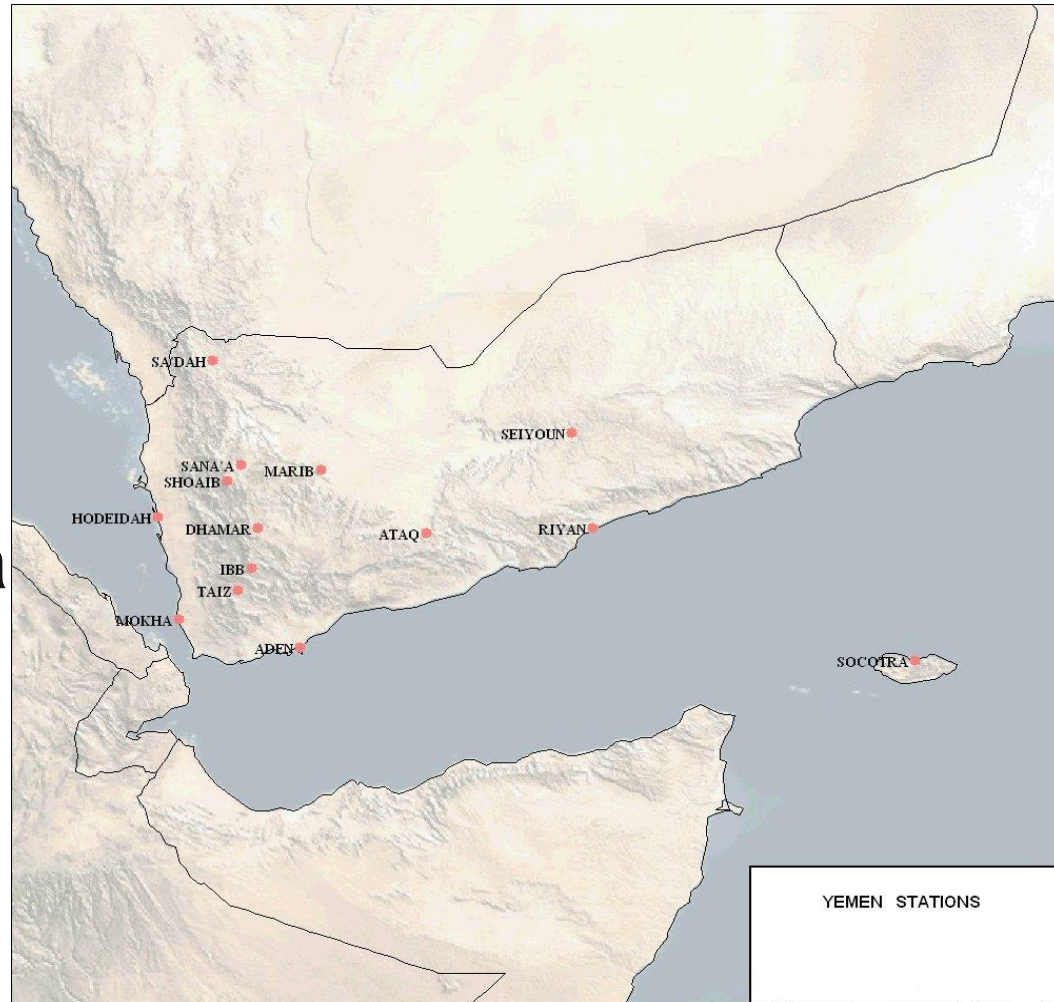 SA'DAH
SEIYOUN
SANA'A
MARIB
SHOAIB
HODEIDAH
DHAMAR
ATAQ
RIYAN
IBB
TAIZ
MOKHA
ADEN
SOCOTRA
YEMEN STATIONS